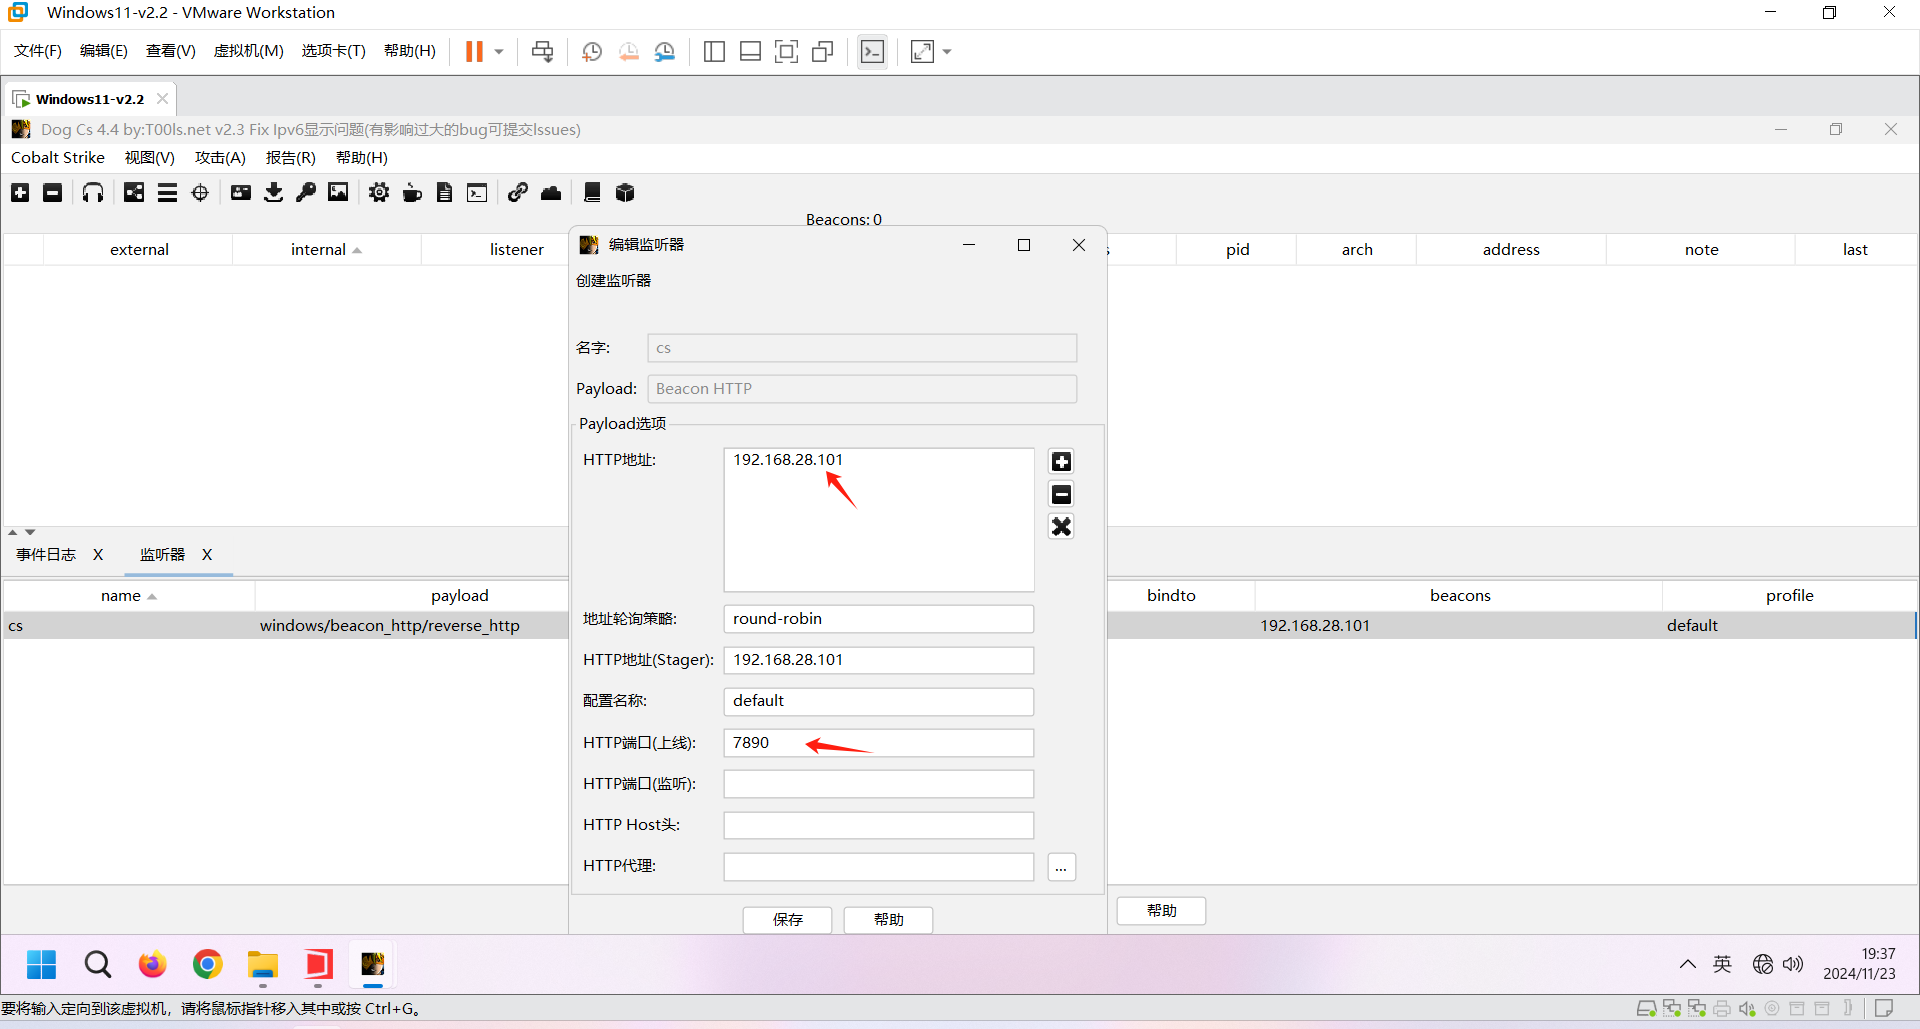 Windows11-v2.2 - VMware Workstation
文件(F) 编辑(E) 查看(V) 虚拟机(M) 选项卡(T) 帮助(H)
Windows11-v2.2
Dog Cs 4.4 by:T00ls.net v2.3 Fix Ipv6显示问题(有影响过大的bug可提交Issues)
Cobalt Strike 视图(V) 攻击(A) 报告(R) 帮助(H)
Beacons: 0
external internal listener pid arch address note last
编辑监听器
创建监听器
名字: cs
Payload: Beacon HTTP
Payload选项
HTTP地址: 192.168.28.101
地址轮询策略: round-robin
HTTP地址(Stager): 192.168.28.101
配置名称: default
HTTP端口(上线): 7890
HTTP端口(监听):
HTTP Host头:
HTTP代理: ...
保存 帮助
事件日志 X 监听器 X
name payload bindto beacons profile
cs windows/beacon_http/reverse_http 192.168.28.101 default
帮助
英
19:37
2024/11/23
要将输入定向到该虚拟机，请将鼠标指针移入其中或按 Ctrl+G。